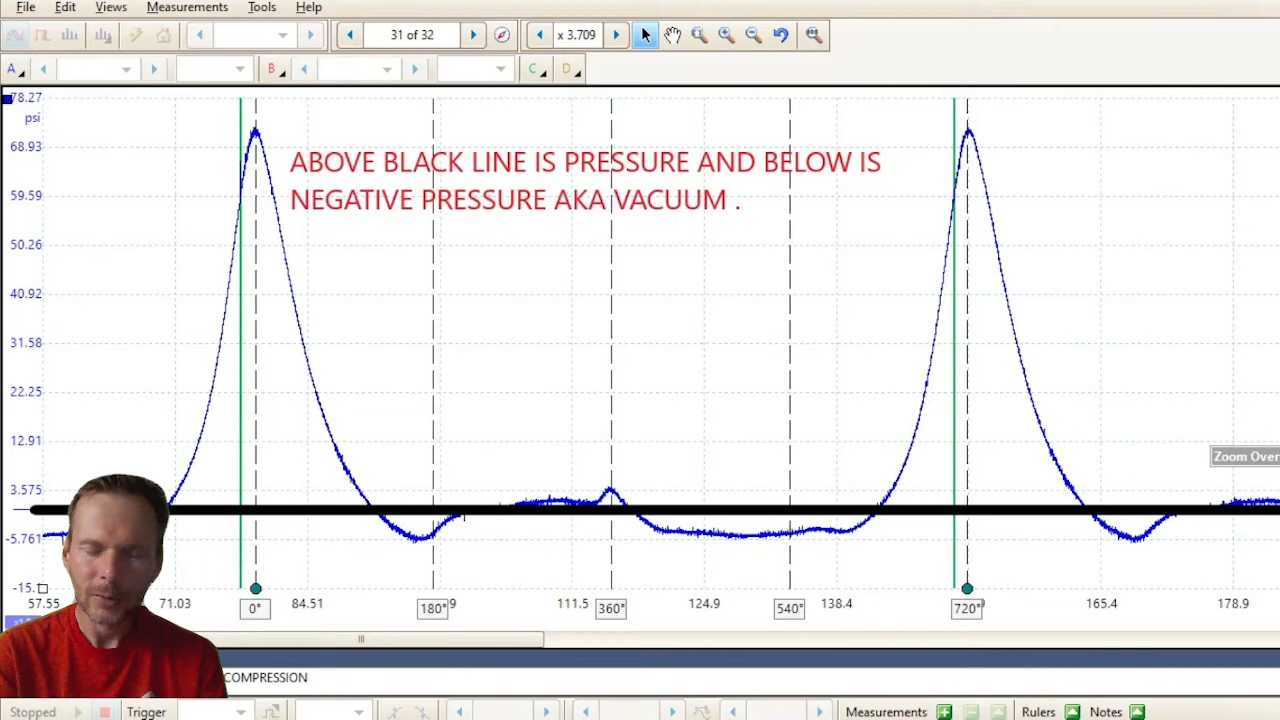 File Edit Views Measurements Tools Help
31 of 32 x 3.709
A B C D
78.27
psi
68.93
59.59
50.26
40.92
31.58
22.25
12.91
3.575
-5.761
ABOVE BLACK LINE IS PRESSURE AND BELOW IS
NEGATIVE PRESSURE AKA VACUUM .
Zoom Over
57.55 71.03 84.51 111.5 124.9 138.4 165.4 178.9
0° 180° 360° 540° 720°
COMPRESSION
Stopped Trigger Measurements Rulers Notes